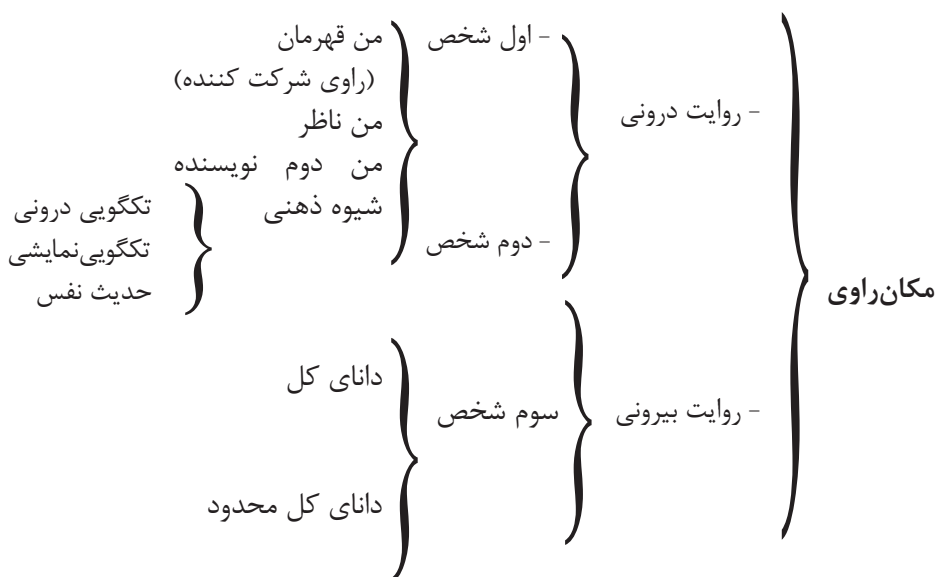 مکان‌راوی
- روایت درونی
- اول شخص
من قهرمان
(راوی شرکت کننده)
من ناظر
من دوم نویسنده
شیوه ذهنی
تکگویی درونی
تکگویی‌نمایشی
حدیث نفس
- دوم شخص
- روایت بیرونی
سوم شخص
دانای کل
دانای کل محدود